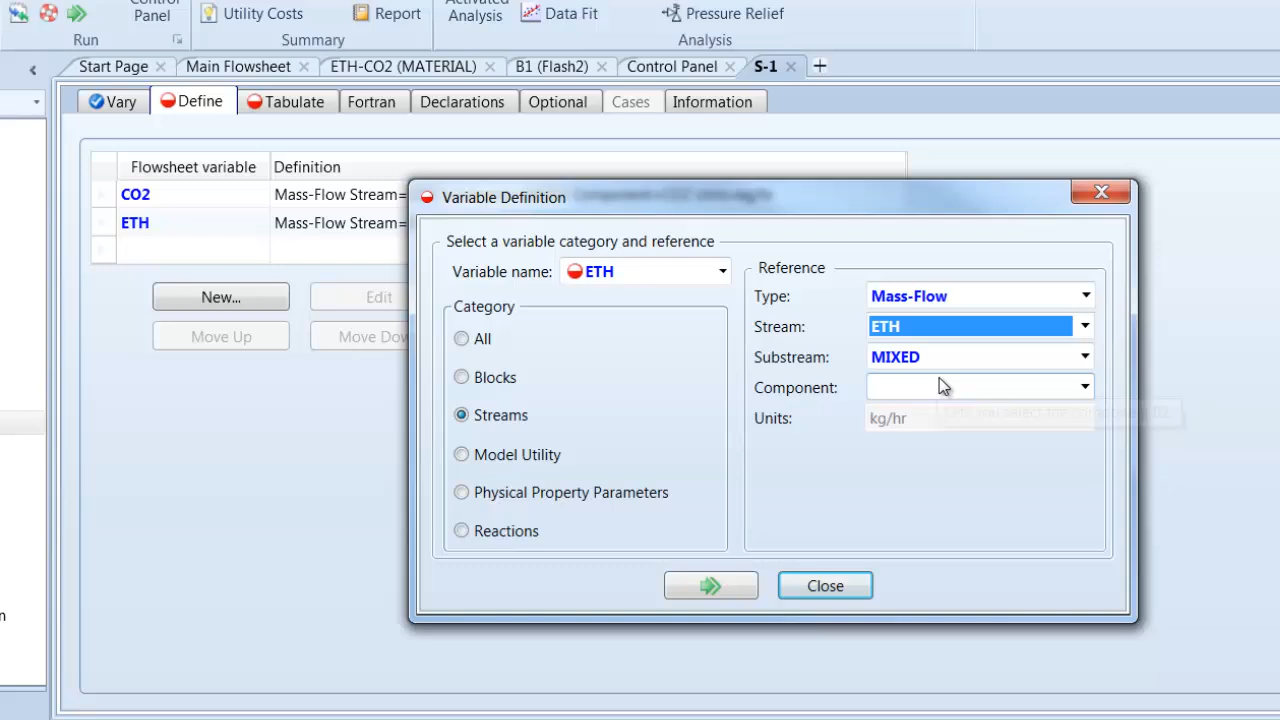 Control
Panel
Utility Costs
Report
Activated
Analysis
Data Fit
Pressure Relief
Run
Summary
Analysis
Start Page
Main Flowsheet
ETH-CO2 (MATERIAL)
B1 (Flash2)
Control Panel
S-1
Vary
Define
Tabulate
Fortran
Declarations
Optional
Cases
Information
Flowsheet variable
Definition
CO2
Mass-Flow Stream=
ETH
Mass-Flow Stream=
New...
Edit
Move Up
Move Dow
Variable Definition
Select a variable category and reference
Variable name:
ETH
Category
All
Blocks
Streams
Model Utility
Physical Property Parameters
Reactions
Reference
Type:
Mass-Flow
Stream:
ETH
Substream:
MIXED
Component:
Units:
kg/hr
Close